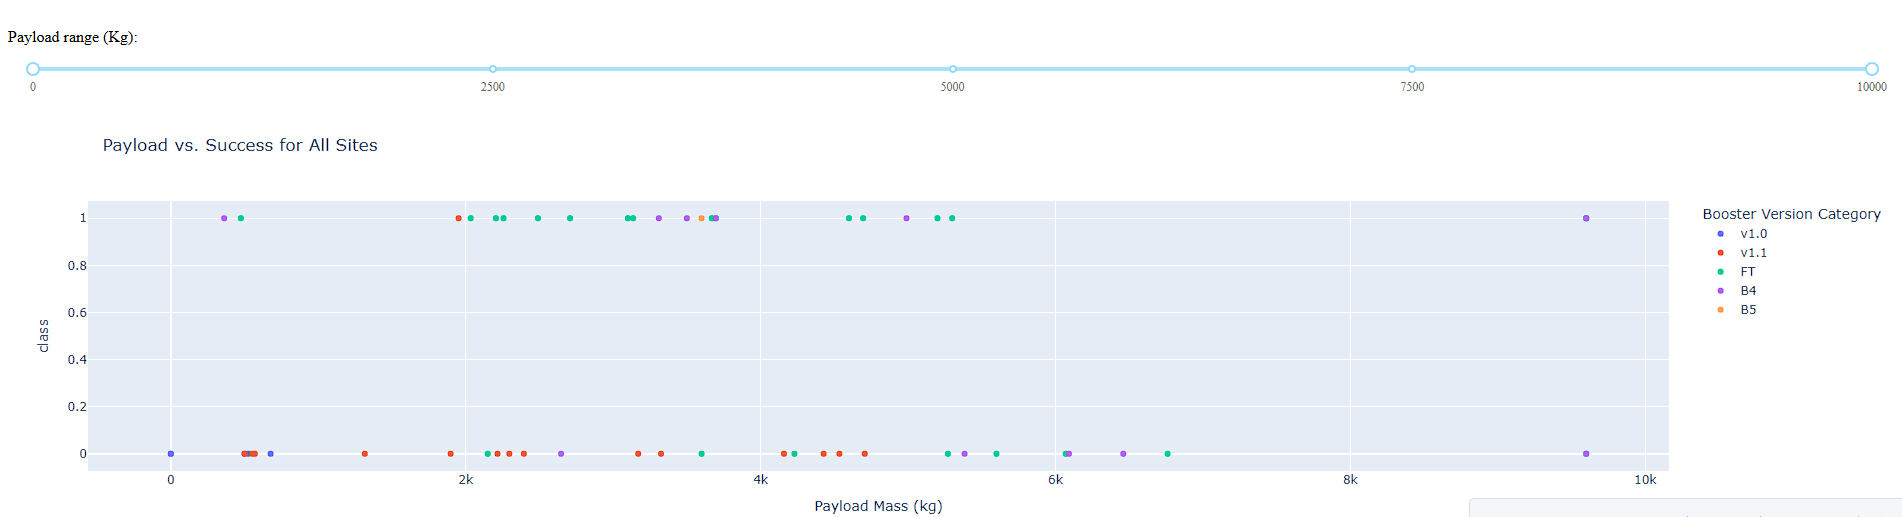 Payload range (Kg):
0 2500 5000 7500 10000
Payload vs. Success for All Sites
Booster Version Category
v1.0
v1.1
FT
B4
B5
1
0.8
0.6
0.4
0.2
0
class
0 2k 4k 6k 8k 10k
Payload Mass (kg)